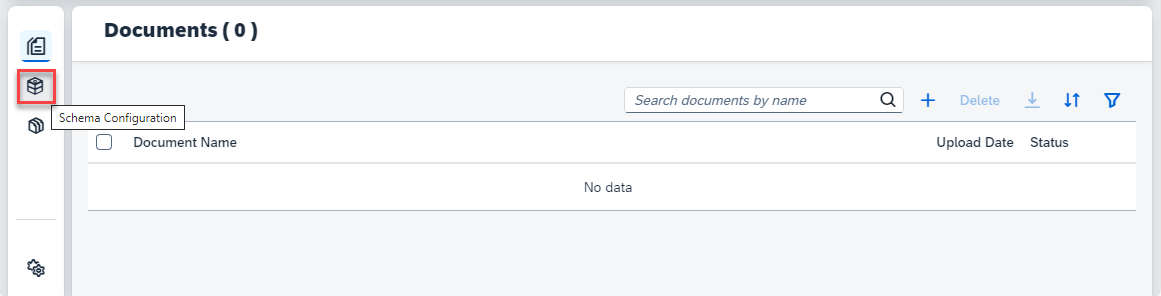 Documents ( 0 )
Search documents by name
Delete
Schema Configuration
Document Name
Upload Date
Status
No data